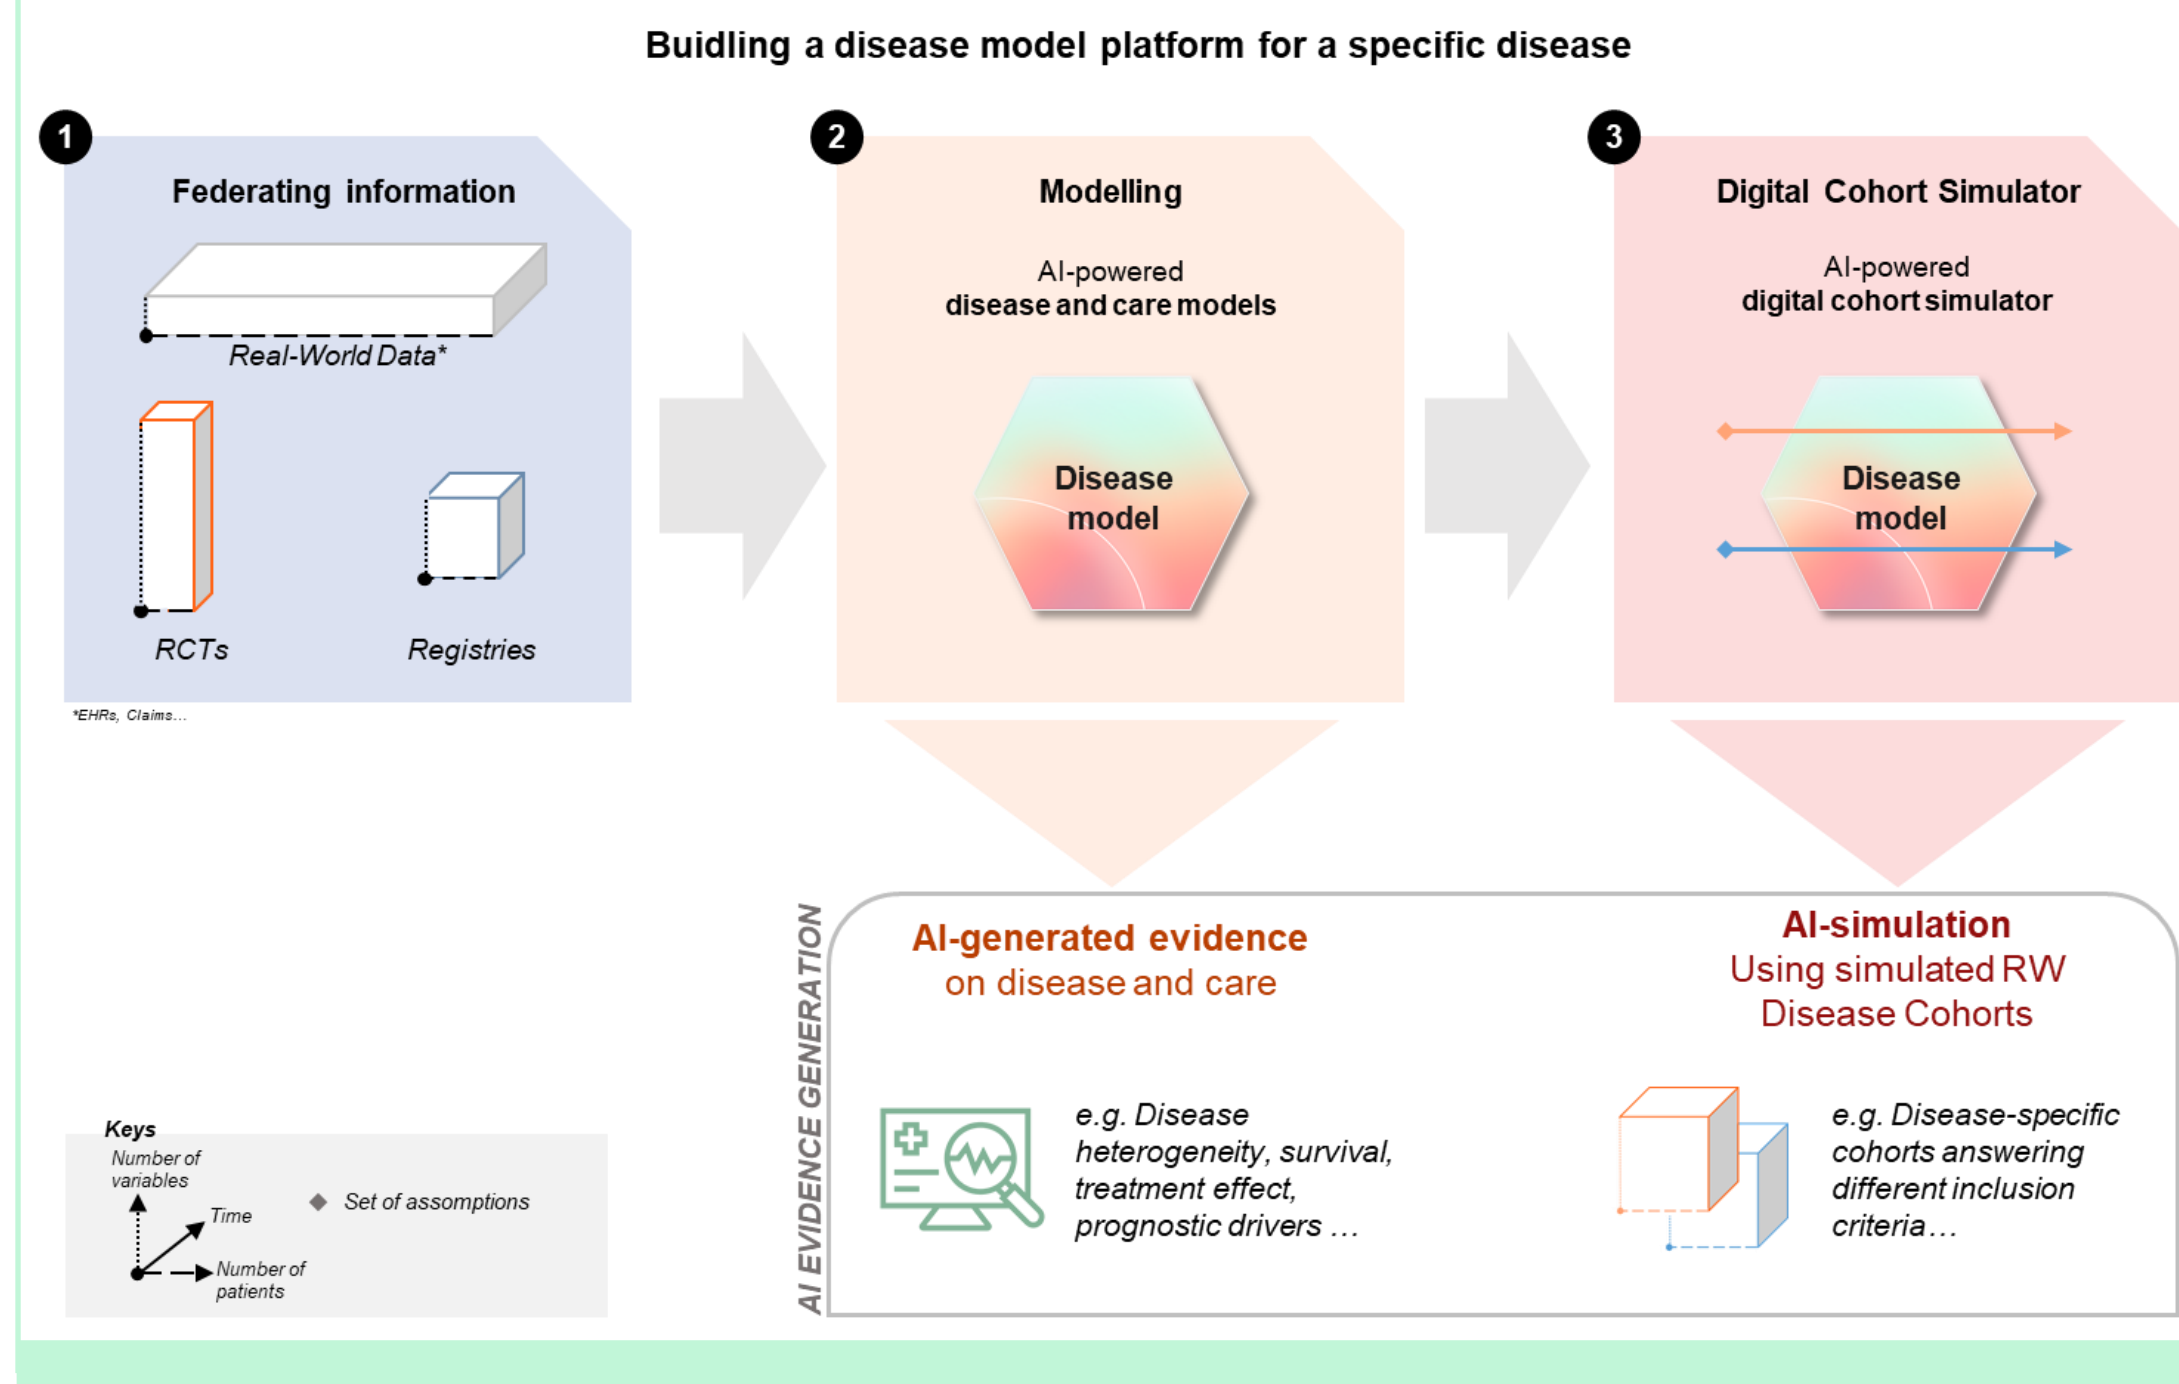 Buidling a disease model platform for a specific disease
1
Federating information
Real-World Data*
RCTs
Registries
*EHRs, Claims...
2
Modelling
AI-powered
disease and care models
Disease
model
3
Digital Cohort Simulator
AI-powered
digital cohort simulator
Disease
model
AI EVIDENCE GENERATION
AI-generated evidence
on disease and care
e.g. Disease
heterogeneity, survival,
treatment effect,
prognostic drivers ...
AI-simulation
Using simulated RW
Disease Cohorts
e.g. Disease-specific
cohorts answering
different inclusion
criteria...
Keys
Number of
variables
Time
Number of
patients
Set of assomptions